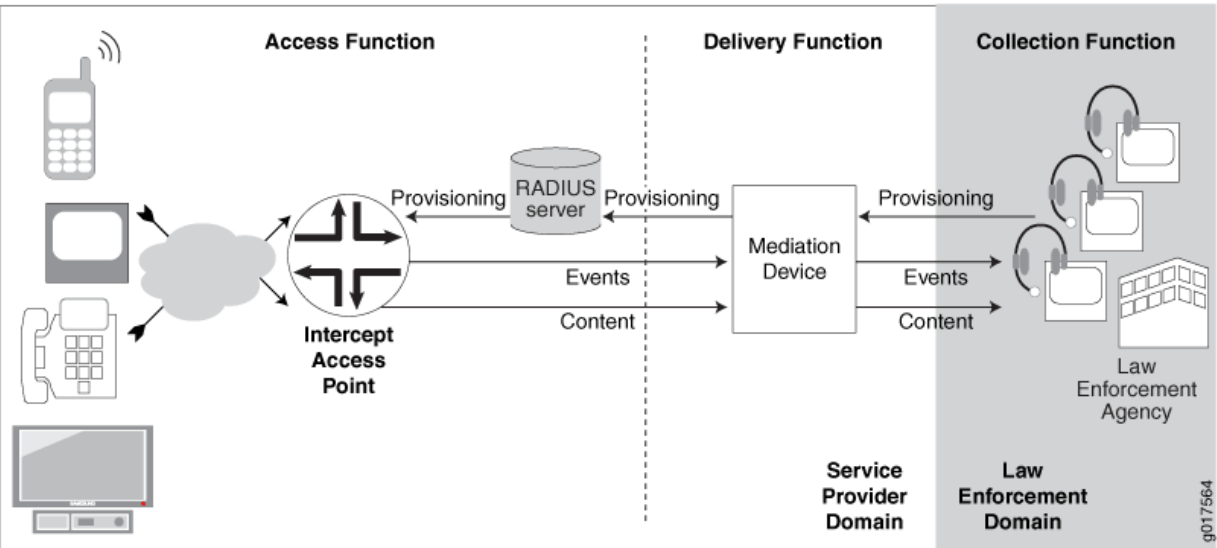 Access Function
Delivery Function
Collection Function
RADIUS
server
Provisioning
Provisioning
Provisioning
Mediation
Device
Events
Events
Content
Content
Intercept
Access
Point
Law
Enforcement
Agency
Service
Provider
Domain
Law
Enforcement
Domain
g017564